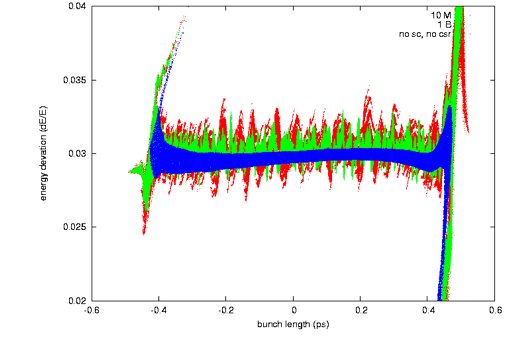 0.04
10 M
1 B
no sc, no csr
0.035
energy devation (dE/E)
0.03
0.025
0.02
-0.6 -0.4 -0.2 0 0.2 0.4 0.6
bunch length (ps)